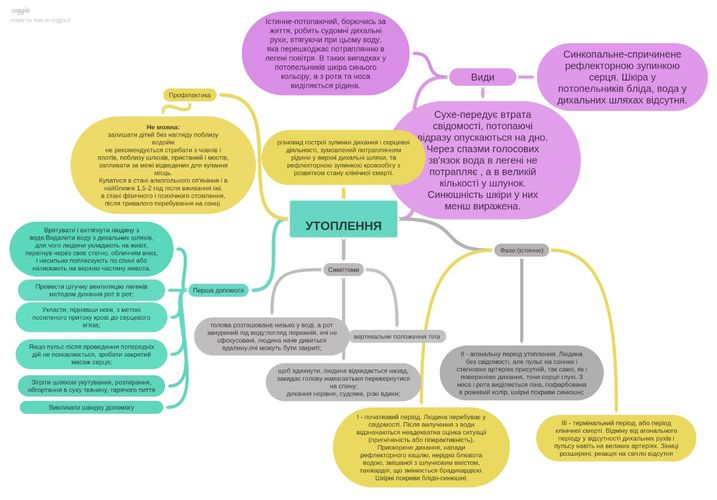 coggle
made for free at coggle.it
Істинне-потопаючий, борючись за
життя, робить судомні дихальні
рухи, втягуючи при цьому воду,
яка перешкоджає потраплянню в
легені повітря. В таких випадках у
потопельників шкіра синього
кольору, а з рота та носа
виділяється рідина.
Види
Синкопальне-спричинене
рефлекторною зупинкою
серця. Шкіра у
потопельників бліда, вода у
дихальних шляхах відсутня.
Сухе-передує втрата
свідомості, потопаючі
відразу опускаються на дно.
Через спазми голосових
зв'язок вода в легені не
потрапляє , а в великій
кількості у шлунок.
Синюшність шкіри у них
менш виражена.
Профілактика
Не можна:
залишати дітей без нагляду поблизу
водойм
не рекомендується стрибати з човнів і
плотів, поблизу шлюзів, пристаней і мостів,
запливати за межі відведених для купання
місць.
Купатися в стані алкогольного сп'яніння і в
найближчі 1,5-2 год після вживання їжі,
в стані фізичного і психічного стомлення,
після тривалого перебування на сонці.
різновид гострої зупинки дихання і серцевої
діяльності, зумовлений потраплянням
рідини у верхні дихальні шляхи, та
рефлекторною зупинкою кровообігу з
розвитком стану клінічної смерті.
УТОПЛЕННЯ
Врятувати і витягнути людину з
води.Видалити воду з дихальних шляхів,
для чого людини укладають на живіт,
перегнув через своє стегно, обличчям вниз,
і несильно поплескують по спині або
натискають на верхню частину живота.
Провести штучну вентиляцію легенів
методом дихання рот в рот;
Укласти, піднявши ноги, з метою
посиленого притоку крові до серцевого
м'яза;
Якщо пульс після проведення попередніх
дій не поновлюється, зробити закритий
масаж серця;
Зігріти шляхом укутування, розтирання,
обгортання в суху тканину, гарячого пиття
Викликати швидку допомогу
Перша допомога
Симптоми
голова розташована низько у воді, а рот
занурений під воду;погляд порожній, очі не
сфокусовані. людина наче дивиться
вдалину.очі можуть бути закриті;
вертикальне положення тіла
щоб вдихнути, людина відкидається назад,
закидає голову,намагаєтьмя перевернутися
на спину;
дихання нерівне, судомні, різкі вдихи;
Фази:(істинне)
I - початковий період. Людина перебуває у
свідомості. Після вилучення з води
відзначаються неадекватна оцінка ситуації
(пригніченість або гіперактивність),
Прискорене дихання, напади
рефлекторного кашлю, нерідко блювота
водою, змішаної з шлунковим вмістом,
тахікардія, що змінюється брадикардією.
Шкірні покриви блідо-синюшні;
II - агональну період утоплення. Людина
без свідомості, але пульс на сонних і
стегнових артеріях присутній, так само, як і
поверхневе дихання, тони серця глухі. З
носа і рота виділяється піна, пофарбована
в рожевий колір, шкірні покриви синюшні;
III - термінальний період, або період
клінічної смерті. Відміну від агонального
періоду у відсутності дихальних рухів і
пульсу навіть на великих артеріях. Зіниці
розширені, реакція на світло відсутня